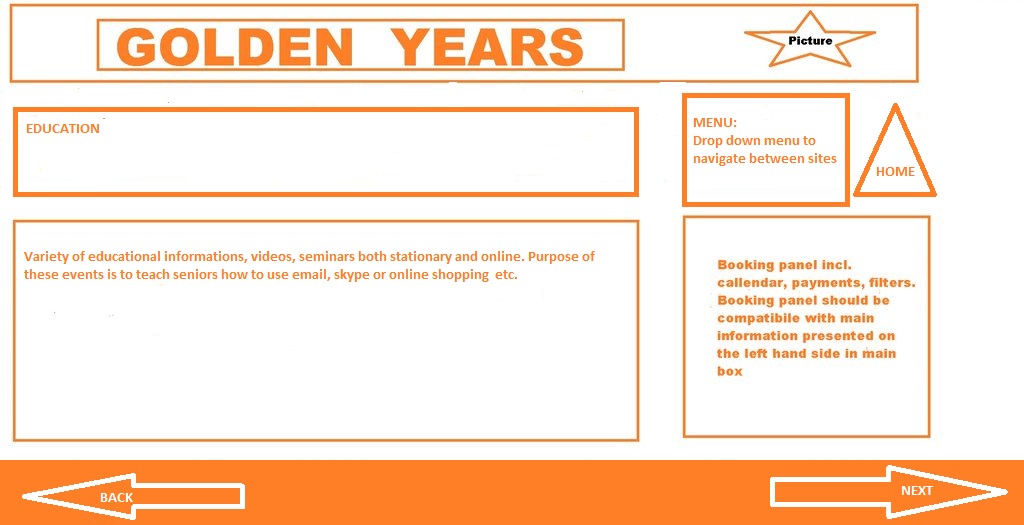 GOLDEN YEARS
Picture
EDUCATION
MENU:
Drop down menu to
navigate between sites
HOME
Variety of educational informations, videos, seminars both stationary and online. Purpose of
these events is to teach seniors how to use email, skype or online shopping etc.
Booking panel incl.
callendar, payments, filters.
Booking panel should be
compatibile with main
information presented on
the left hand side in main
box
BACK
NEXT